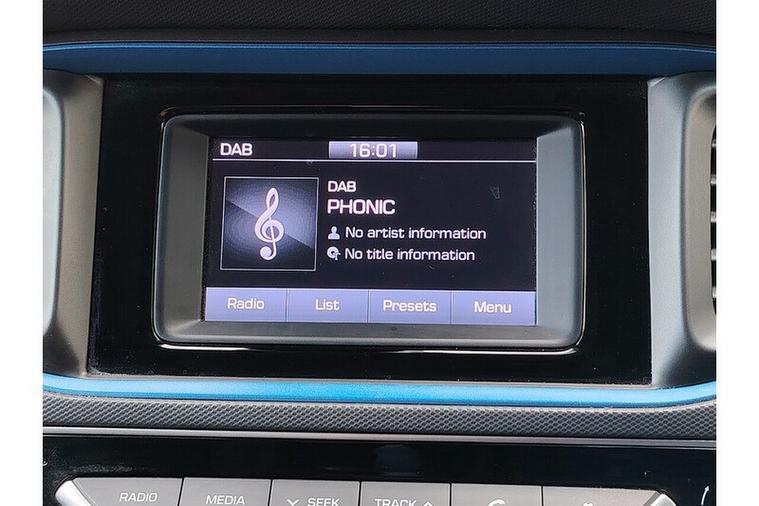 DAB 16:01
DAB
PHONIC
No artist information
No title information
Radio List Presets Menu
RADIO MEDIA SEEK TRACK